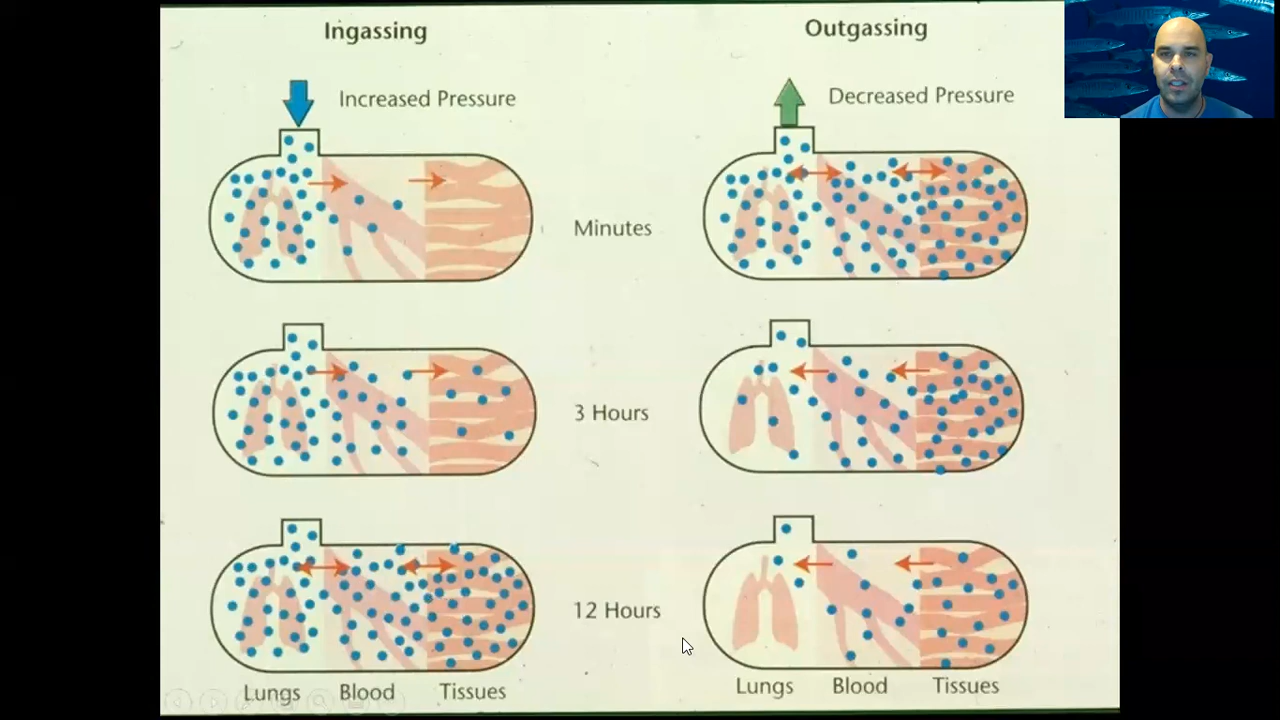 Ingassing
Outgassing
Increased Pressure
Decreased Pressure
Minutes
3 Hours
12 Hours
Lungs Blood Tissues
Lungs Blood Tissues